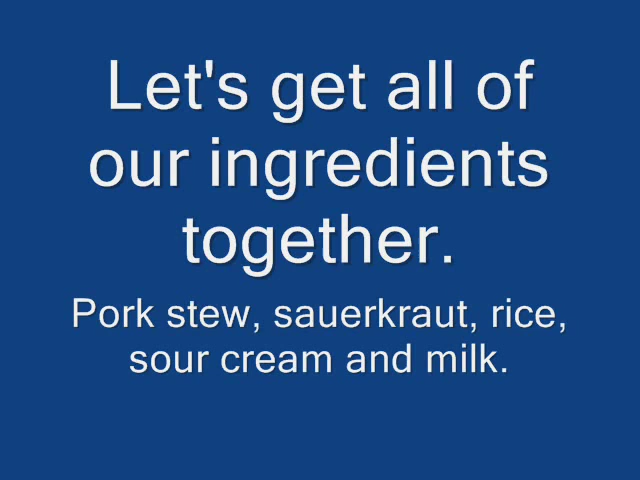 Let's get all of
our ingredients
together.
Pork stew, sauerkraut, rice,
sour cream and milk.